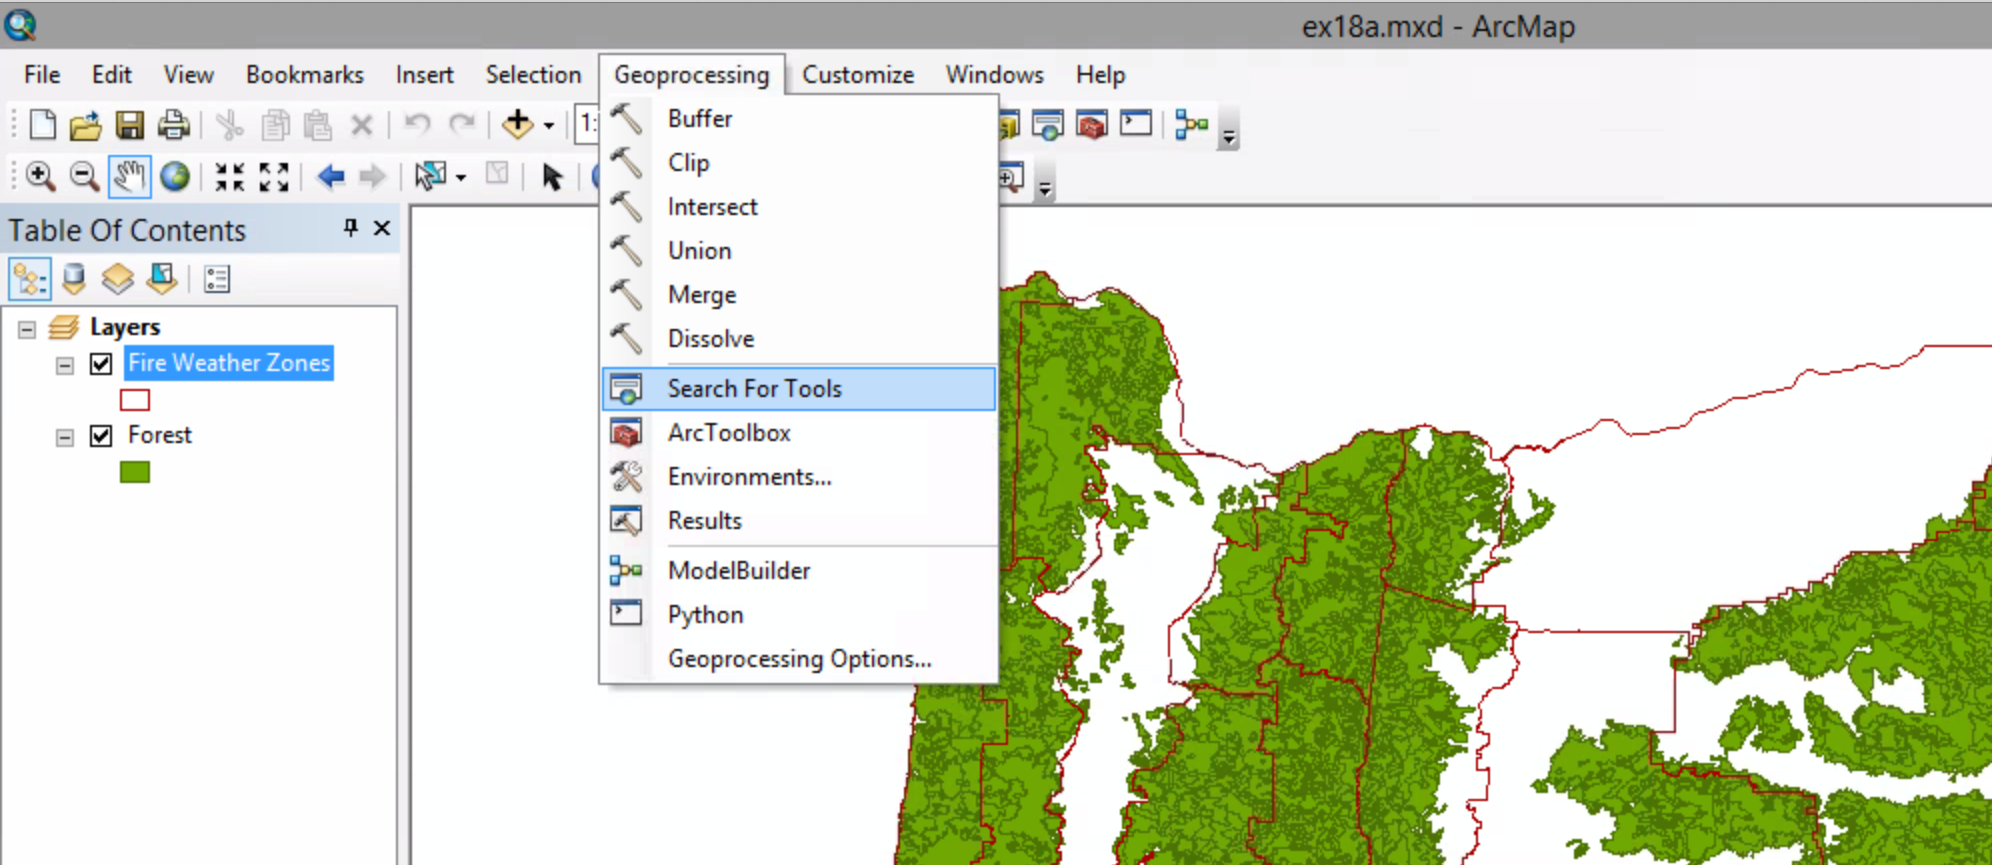 ex18a.mxd - ArcMap
File Edit View Bookmarks Insert Selection Geoprocessing Customize Windows Help
1:
Buffer
Clip
Intersect
Union
Merge
Dissolve
Search For Tools
ArcToolbox
Environments...
Results
ModelBuilder
Python
Geoprocessing Options...
Table Of Contents
Layers
Fire Weather Zones
Forest